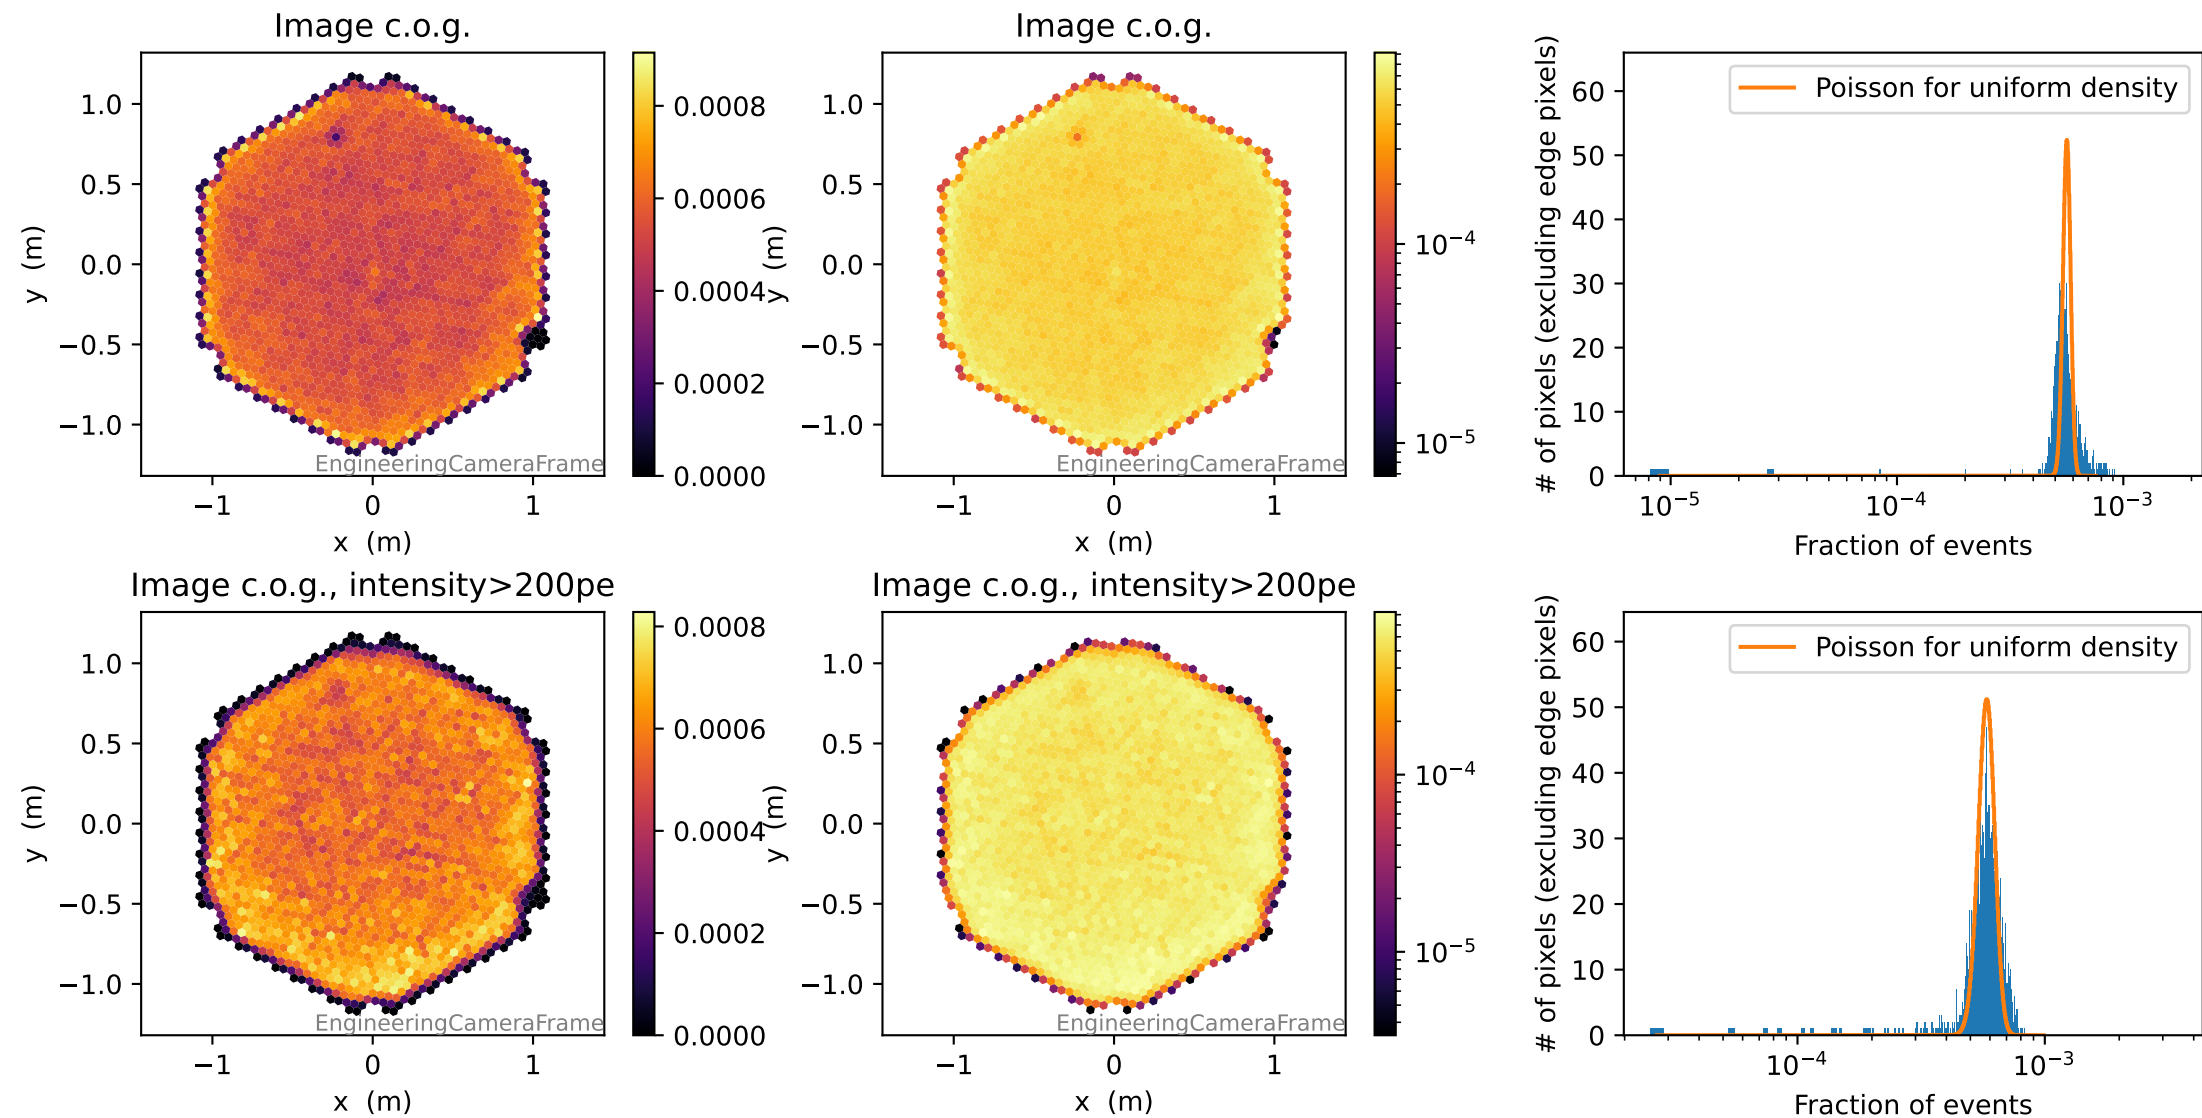 Image c.o.g.
1.0
0.5
0.0
−0.5
−1.0
y (m)
−1
0
1
x (m)
EngineeringCameraFrame
0.0008
0.0006
0.0004
0.0002
0.0000
Image c.o.g.
1.0
0.5
0.0
−0.5
−1.0
y (m)
−1
0
1
x (m)
EngineeringCameraFrame
10⁻⁴
10⁻⁵
# of pixels (excluding edge pixels)
60
50
40
30
20
10
0
Poisson for uniform density
10⁻⁵
10⁻⁴
10⁻³
Fraction of events
Image c.o.g., intensity>200pe
1.0
0.5
0.0
−0.5
−1.0
y (m)
−1
0
1
x (m)
EngineeringCameraFrame
0.0008
0.0006
0.0004
0.0002
0.0000
Image c.o.g., intensity>200pe
1.0
0.5
0.0
−0.5
−1.0
y (m)
−1
0
1
x (m)
EngineeringCameraFrame
10⁻⁴
10⁻⁵
# of pixels (excluding edge pixels)
60
50
40
30
20
10
0
Poisson for uniform density
10⁻⁴
10⁻³
Fraction of events